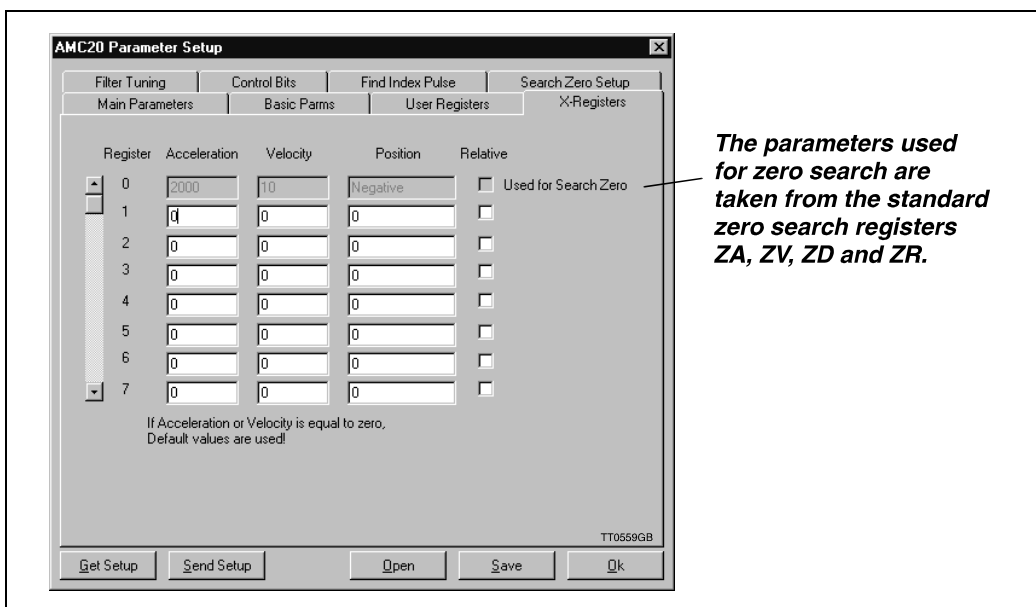 AMC20 Parameter Setup
Filter Tuning Control Bits Find Index Pulse Search Zero Setup
Main Parameters Basic Parms User Registers X-Registers
Register Acceleration Velocity Position Relative
0 2000 10 Negative Used for Search Zero
1 0 0 0
2 0 0 0
3 0 0 0
4 0 0 0
5 0 0 0
6 0 0 0
7 0 0 0
If Acceleration or Velocity is equal to zero,
Default values are used!
TT0559GB
Get Setup Send Setup Open Save Ok
The parameters used
for zero search are
taken from the standard
zero search registers
ZA, ZV, ZD and ZR.